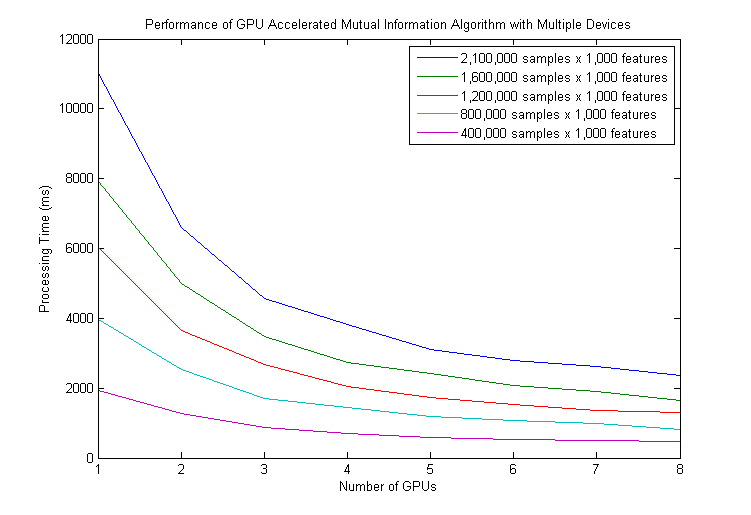 Performance of GPU Accelerated Mutual Information Algorithm with Multiple Devices
12000
10000
8000
6000
4000
2000
0
Processing Time (ms)
2,100,000 samples x 1,000 features
1,600,000 samples x 1,000 features
1,200,000 samples x 1,000 features
800,000 samples x 1,000 features
400,000 samples x 1,000 features
1 2 3 4 5 6 7 8
Number of GPUs